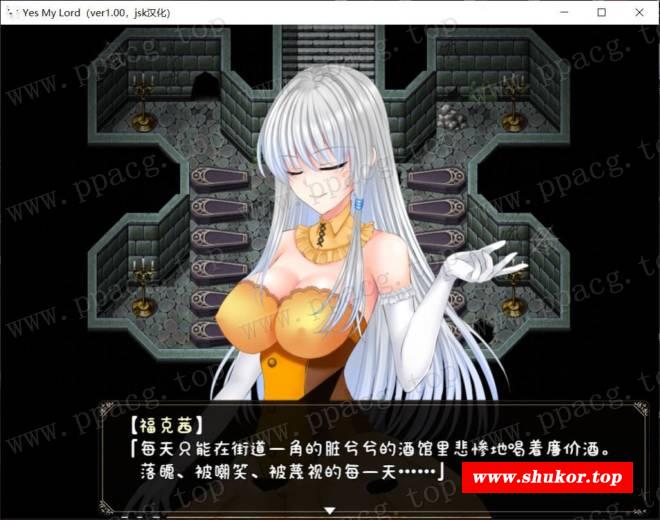 Yes My Lord (ver1.00, jsk汉化)
【福克茜】
「每天只能在街道一角的脏兮兮的酒馆里悲惨地唱着廉价酒。
落魄、被嘲笑、被蔑视的每一天……」
www.shukor.top
www.ppacg.top